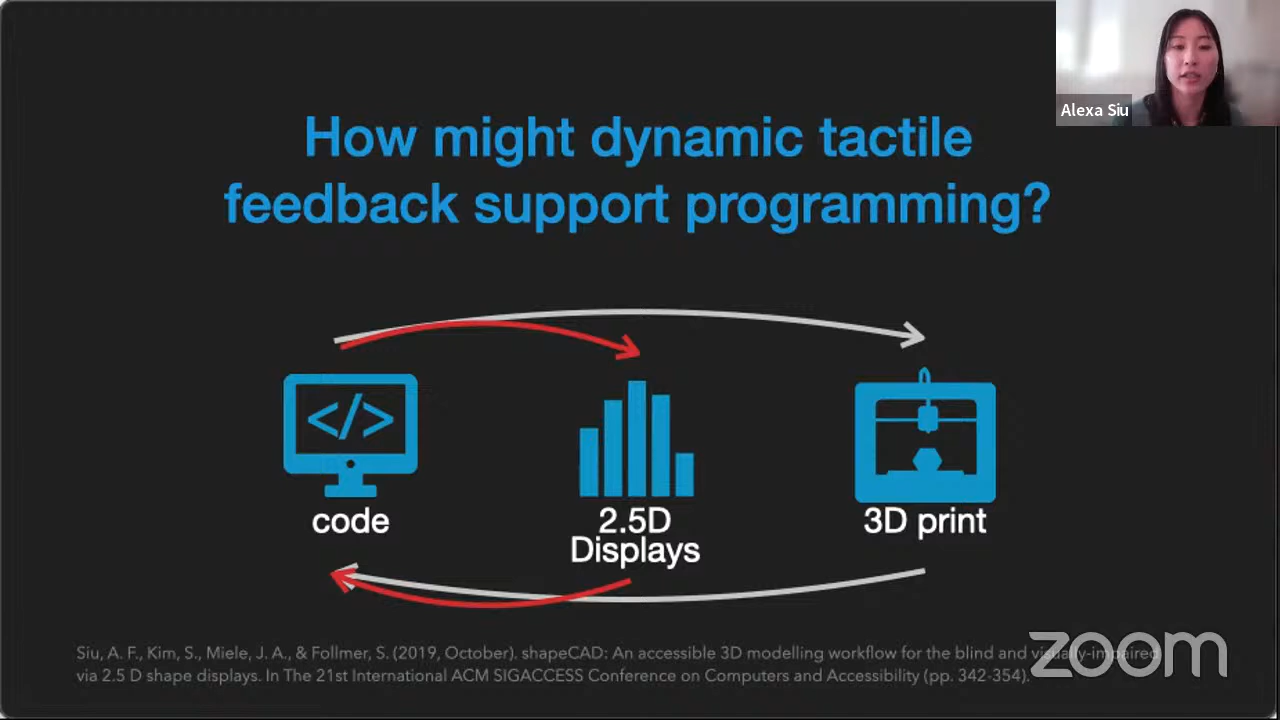 Alexa Siu
How might dynamic tactile
feedback support programming?
</>
code
2.5D
Displays
3D print
Siu, A. F., Kim, S., Miele, J. A., & Follmer, S. (2019, October). shapeCAD: An accessible 3D modelling workflow for the blind and visually-impaired
via 2.5 D shape displays. In The 21st International ACM SIGACCESS Conference on Computers and Accessibility (pp. 342-354).
zoom